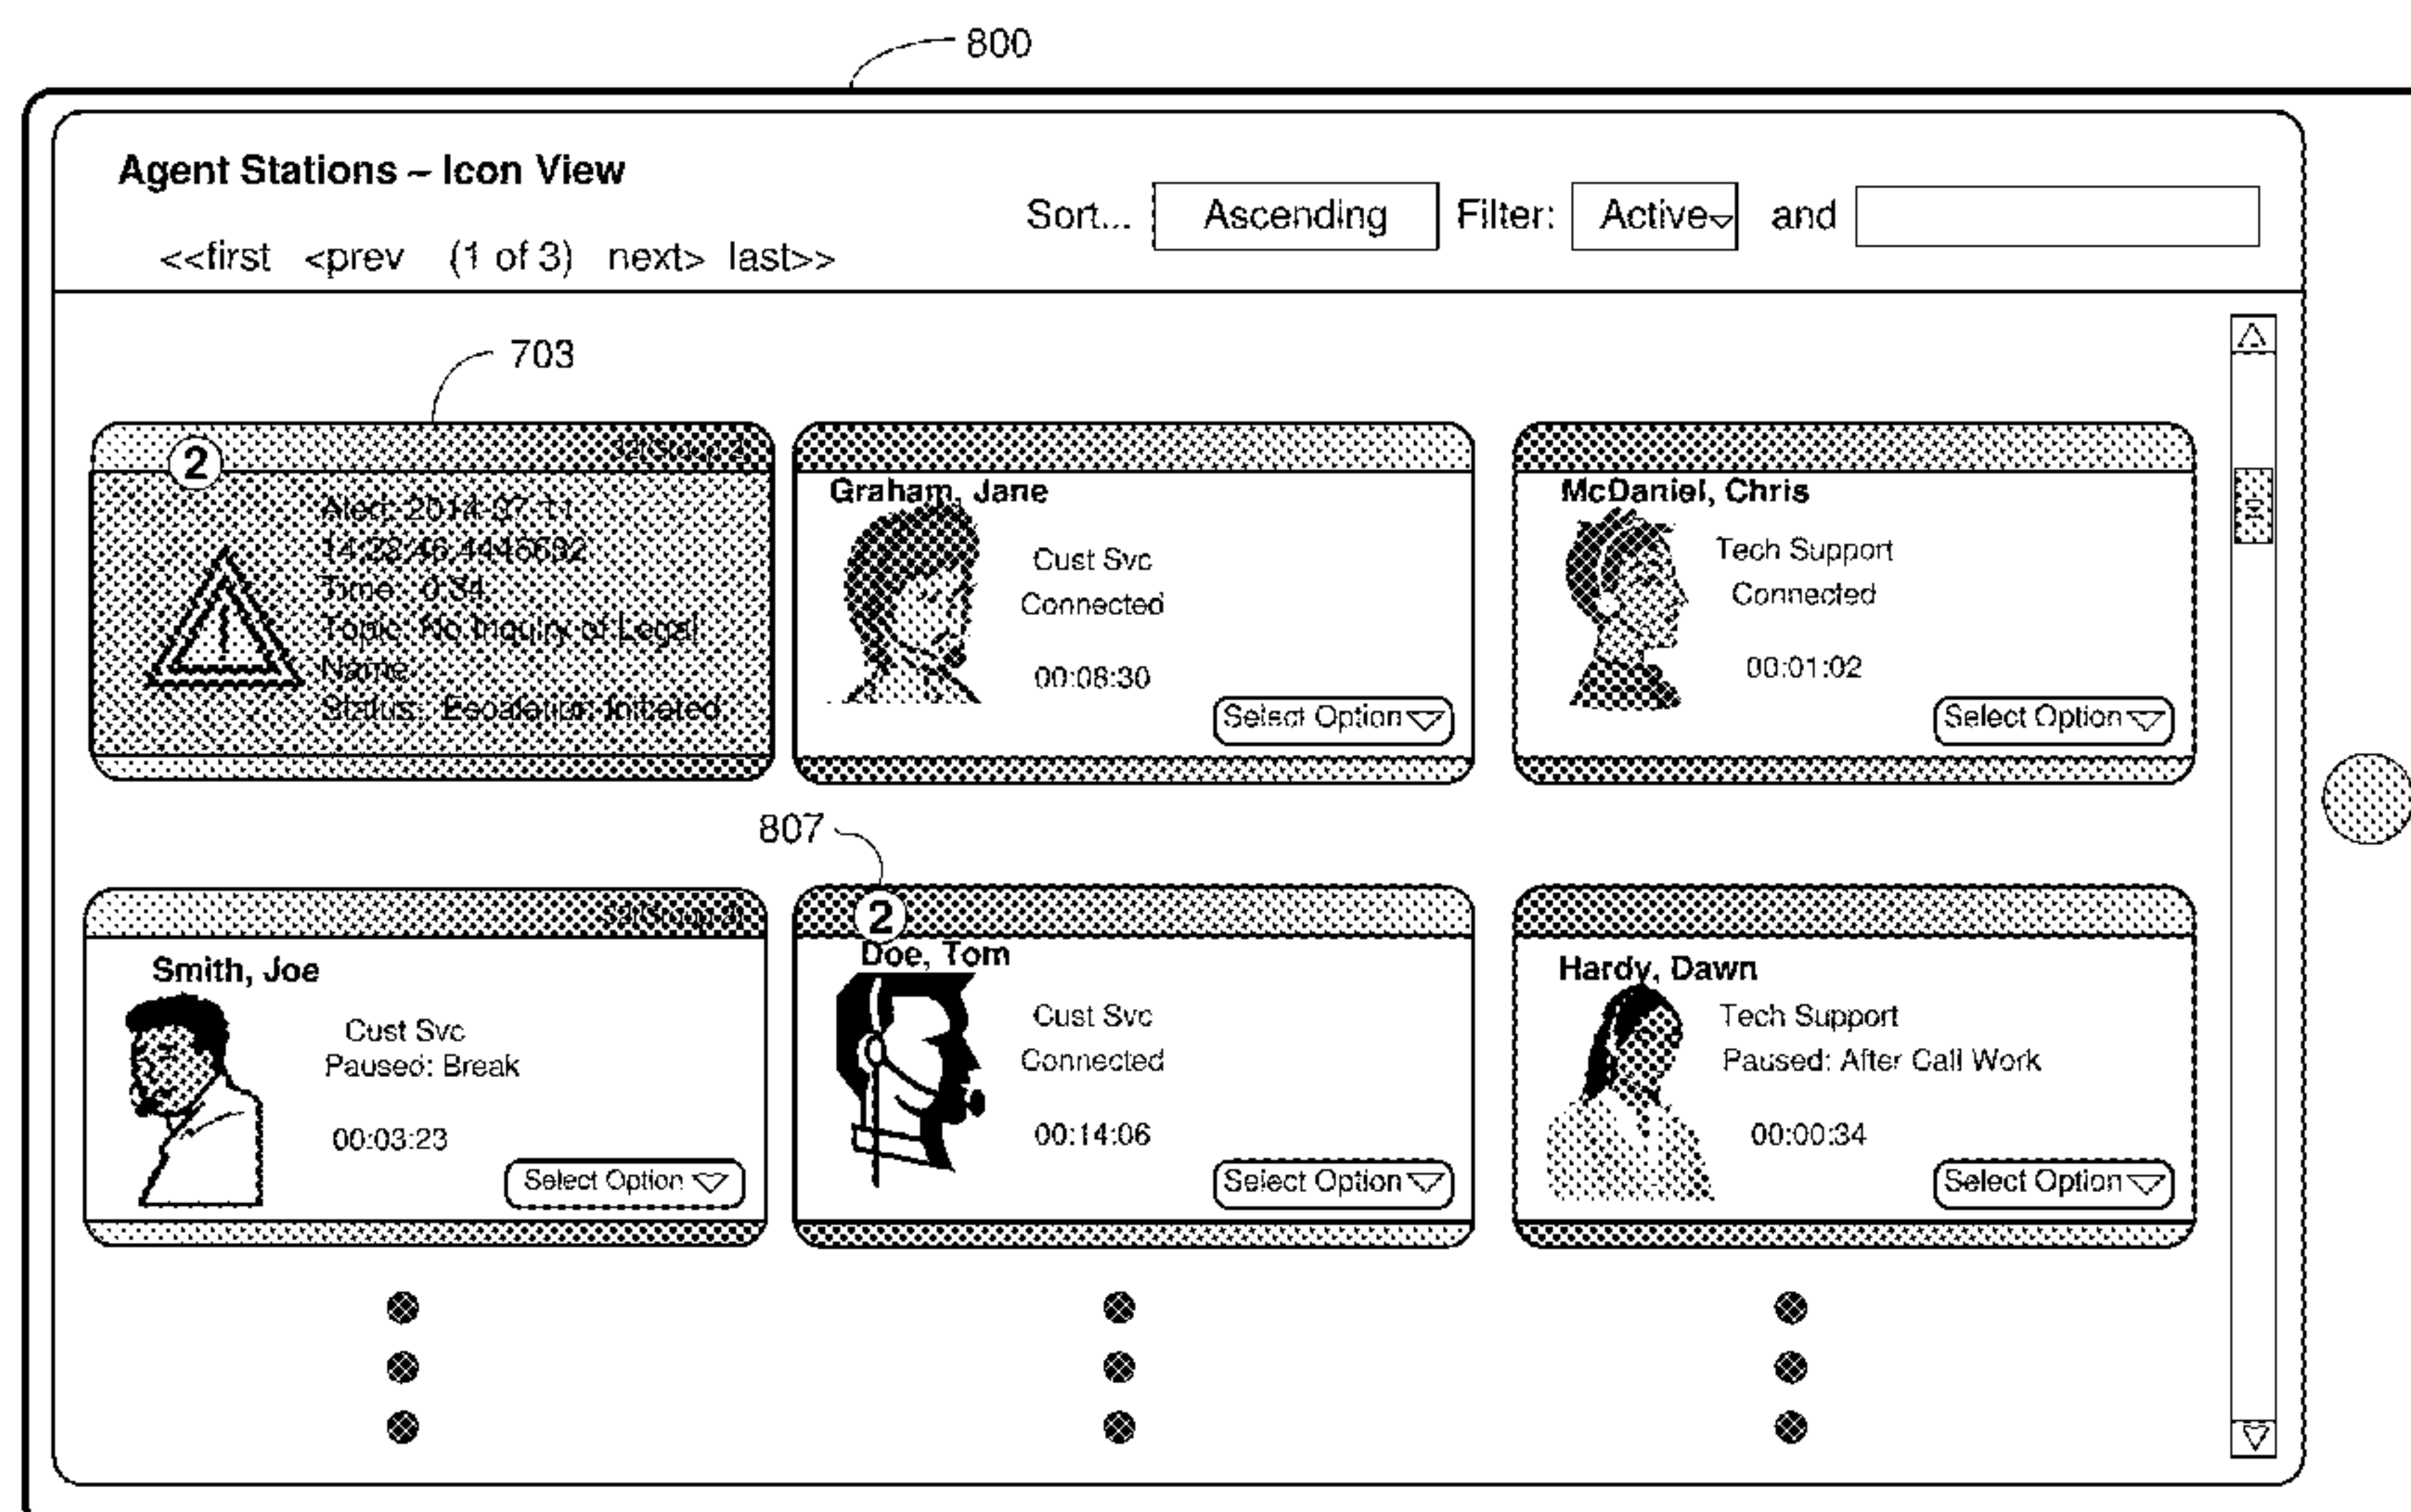 800
Agent Stations – Icon View
<<first <prev (1 of 3) next> last>>
Sort... Ascending Filter: Active and
703
2
Alert: 2014-07-11
Time: 0:34
Topic: No Inquiry of Legal
Name
Status: Escalation Initiated
Graham, Jane
Cust Svc
Connected
00:08:30
Select Option
McDaniel, Chris
Tech Support
Connected
00:01:02
Select Option
807
Smith, Joe
Cust Svc
Paused: Break
00:03:23
Select Option
2
Doe, Tom
Cust Svc
Connected
00:14:06
Select Option
Hardy, Dawn
Tech Support
Paused: After Call Work
00:00:34
Select Option